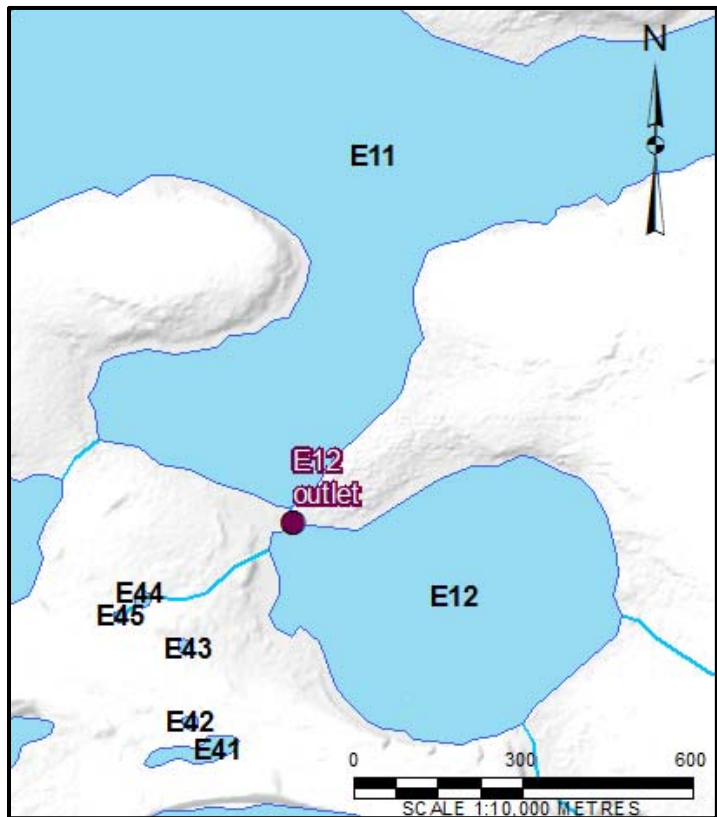 N
E11
E12
outlet
E12
E44
E45
E43
E42
E41
0 300 600
SCALE 1:10,000 METRES